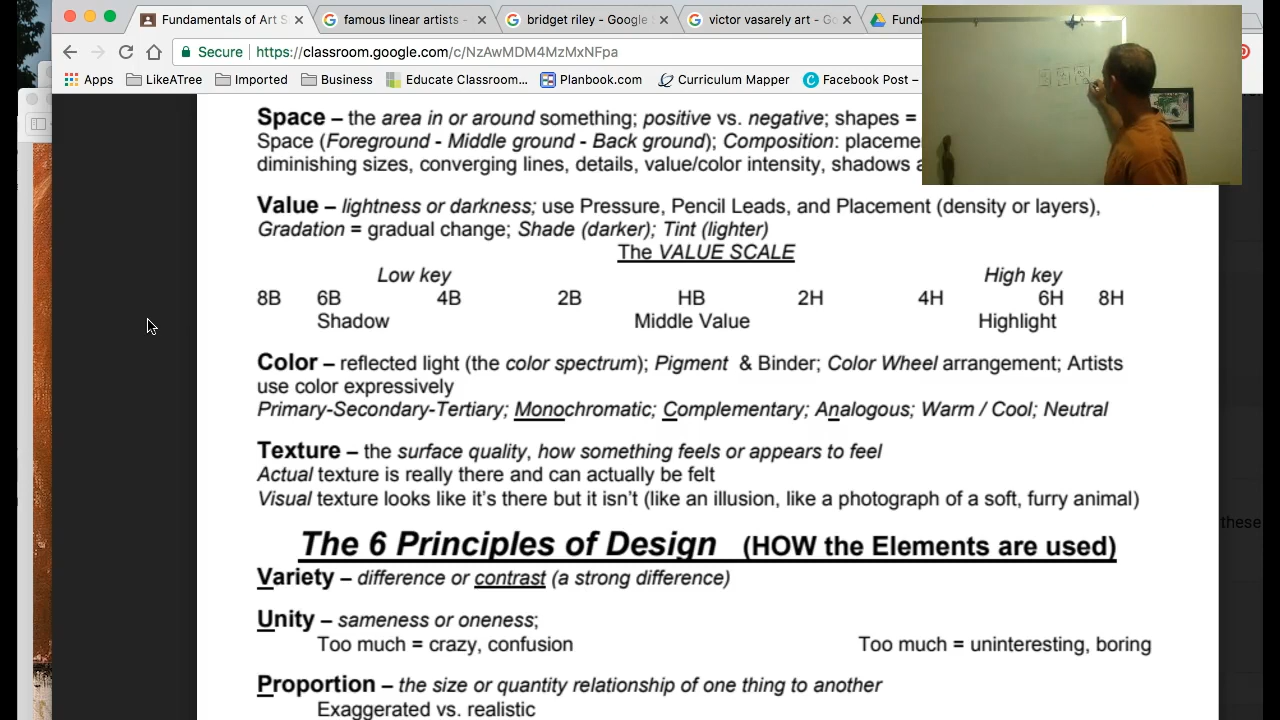 Fundamentals of Art S
famous linear artists -
bridget riley - Google
victor vasarely art - Go
Funda
Secure
https://classroom.google.com/c/NzAwMDM4MzMxNFpa
Apps
LikeATree
Imported
Business
Educate Classroom...
Planbook.com
Curriculum Mapper
Facebook Post –
Space – the area in or around something; positive vs. negative; shapes =
Space (Foreground - Middle ground - Back ground); Composition: placeme
diminishing sizes, converging lines, details, value/color intensity, shadows a
Value – lightness or darkness; use Pressure, Pencil Leads, and Placement (density or layers),
Gradation = gradual change; Shade (darker); Tint (lighter)
The VALUE SCALE
Low key High key
8B 6B 4B 2B HB 2H 4H 6H 8H
Shadow Middle Value Highlight
Color – reflected light (the color spectrum); Pigment & Binder; Color Wheel arrangement; Artists
use color expressively
Primary-Secondary-Tertiary; Monochromatic; Complementary; Analogous; Warm / Cool; Neutral
Texture – the surface quality, how something feels or appears to feel
Actual texture is really there and can actually be felt
Visual texture looks like it's there but it isn't (like an illusion, like a photograph of a soft, furry animal)
these
The 6 Principles of Design (HOW the Elements are used)
Variety – difference or contrast (a strong difference)
Unity – sameness or oneness;
Too much = crazy, confusion Too much = uninteresting, boring
Proportion – the size or quantity relationship of one thing to another
Exaggerated vs. realistic